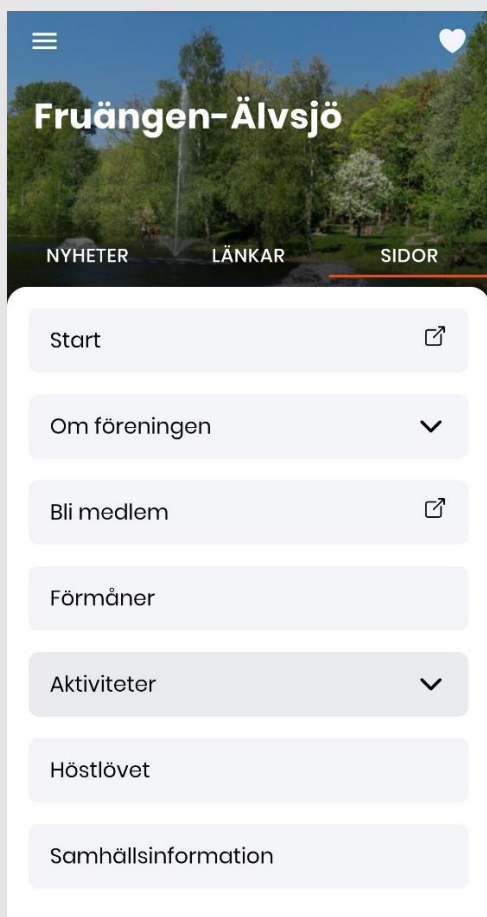 Fruängen-Älvsjö
NYHETER LÄNKAR SIDOR
Start
Om föreningen
Bli medlem
Förmåner
Aktiviteter
Höstlövet
Samhällsinformation